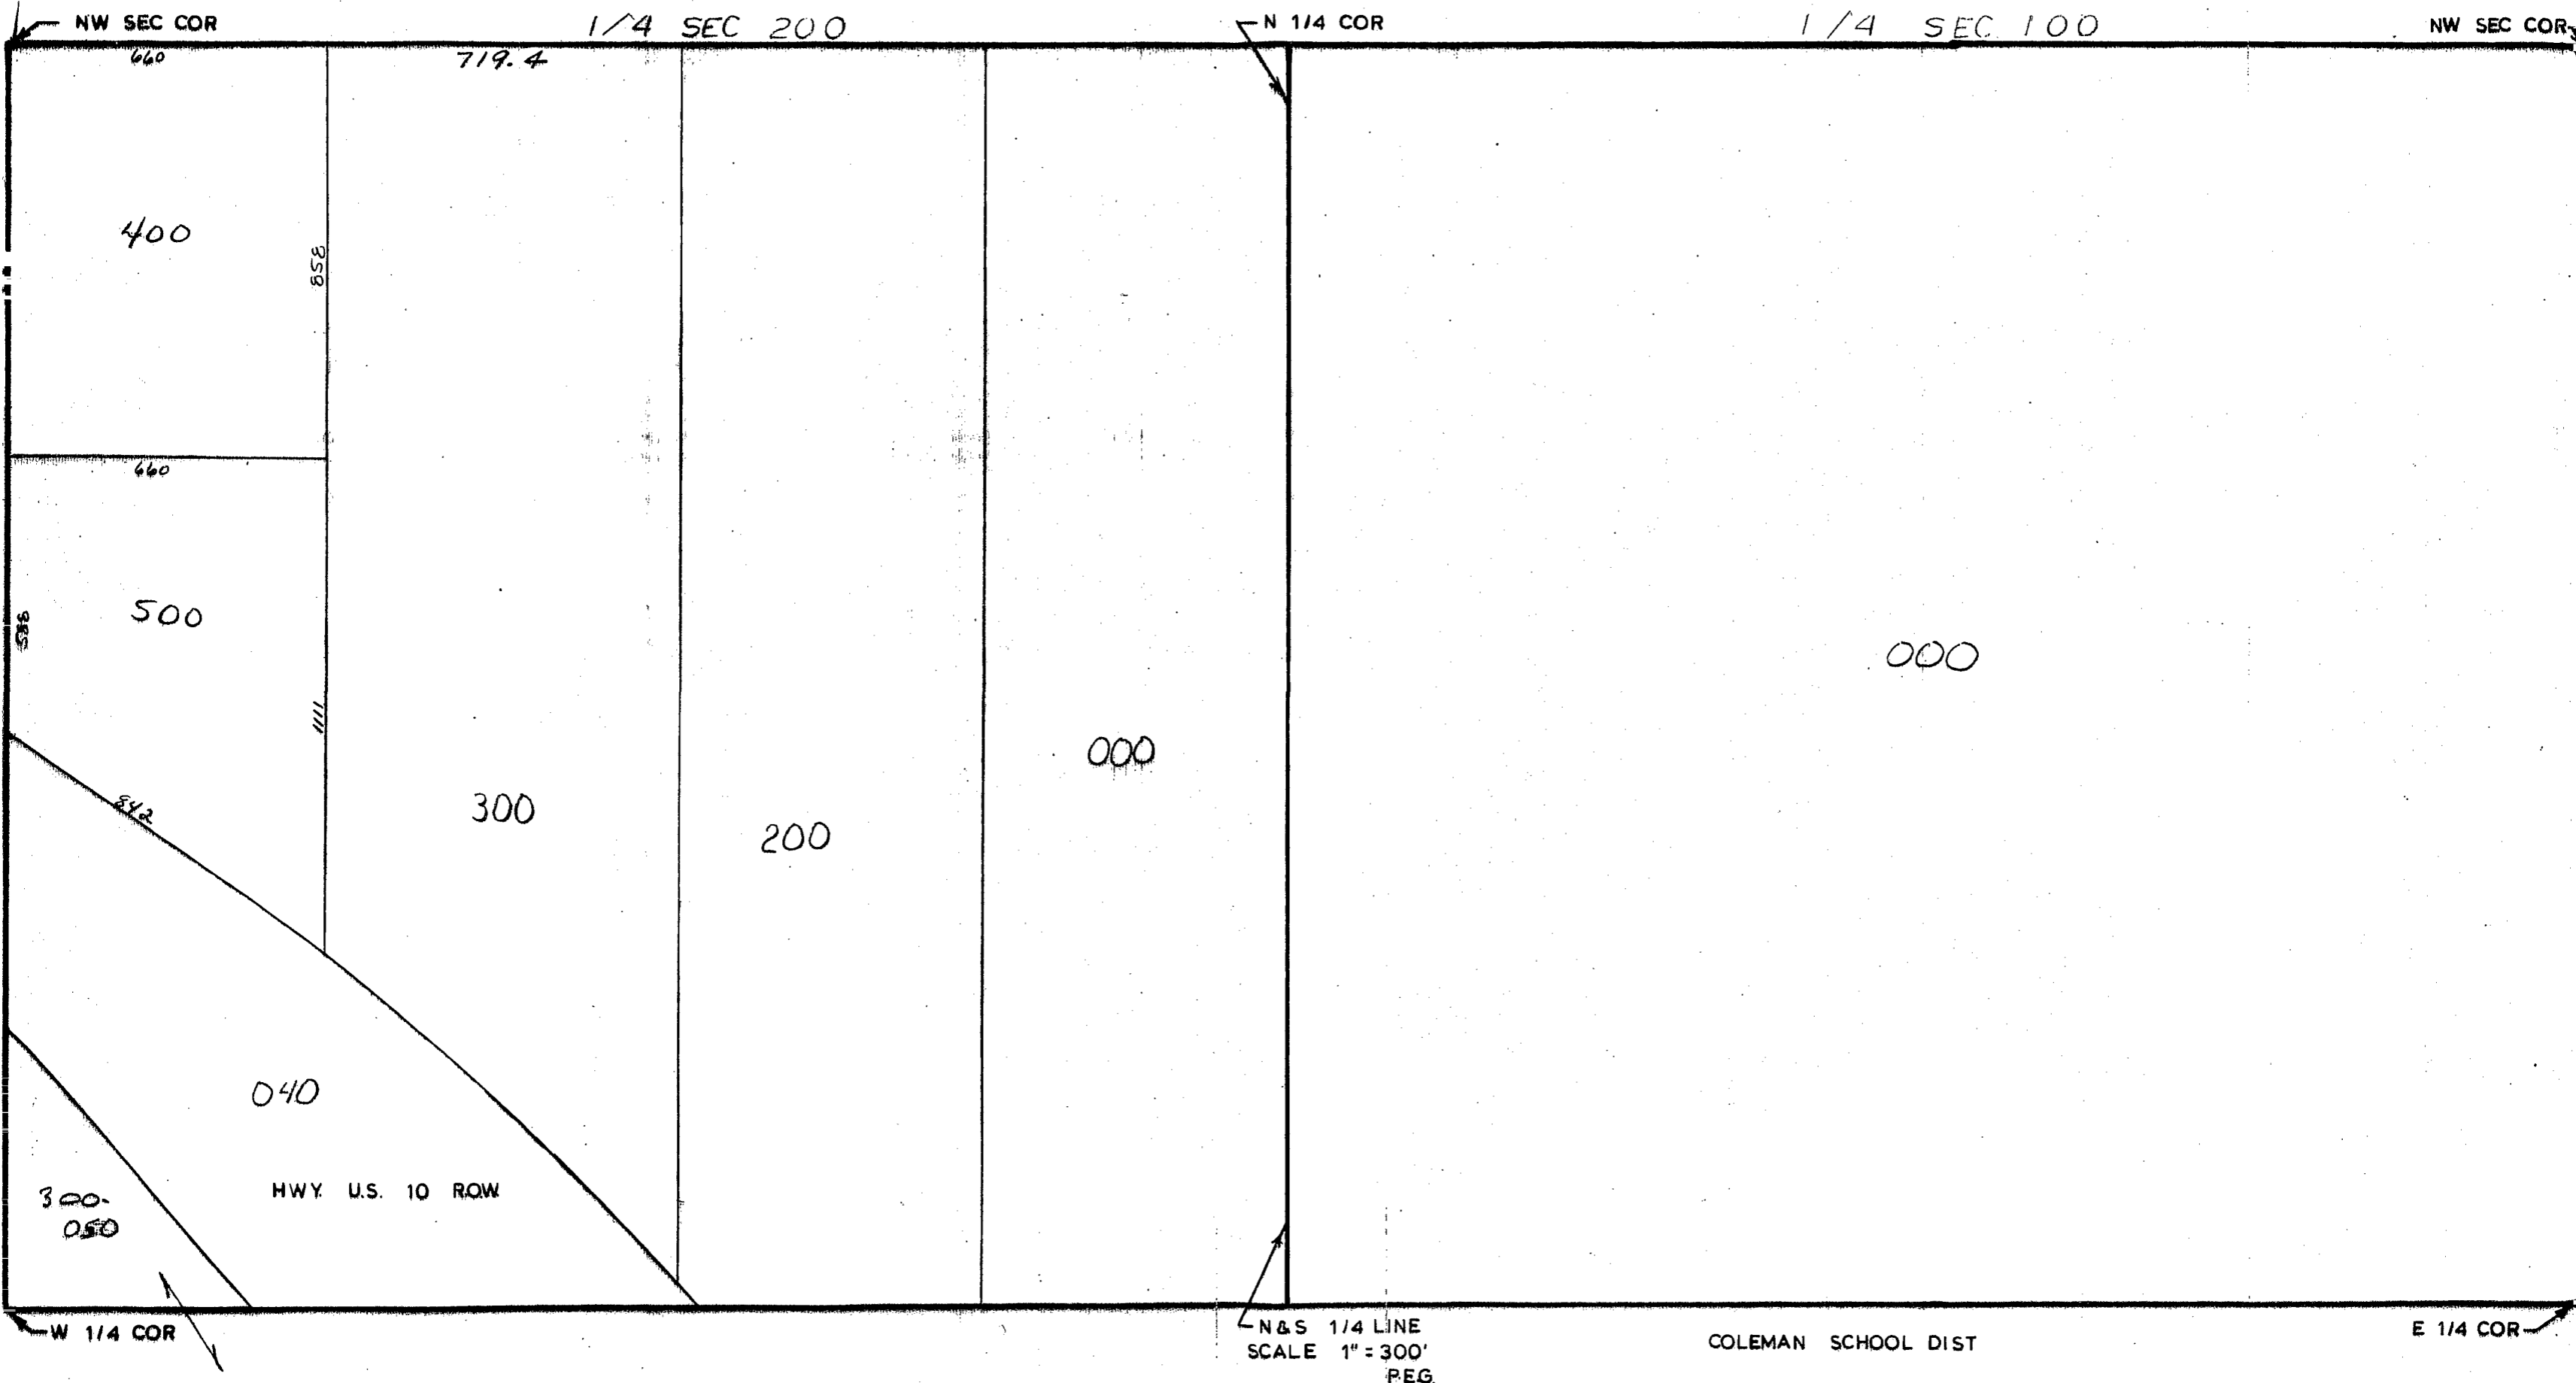 NW SEC COR
1/4 SEC 200
N 1/4 COR
1/4 SEC 100
NW SEC COR
660
719.4
400
858
660
500
588
1111
842
300
200
000
000
040
HWY. U.S. 10 R.O.W.
300-
050
W 1/4 COR
N&S 1/4 LINE
SCALE 1" = 300'
P.E.G.
COLEMAN SCHOOL DIST
E 1/4 COR